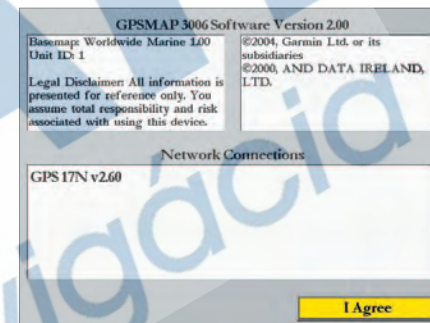 GPSMAP 3006 Software Version 2.00
Basemap: Worldwide Marine 1.00
Unit ID: 1
Legal Disclaimer: All information is
presented for reference only. You
assume total responsibility and risk
associated with using this device.
©2004, Garmin Ltd. or its
subsidiaries
©2000, AND DATA IRELAND,
LTD.
Network Connections
GPS 17N v2.60
I Agree
vigácia